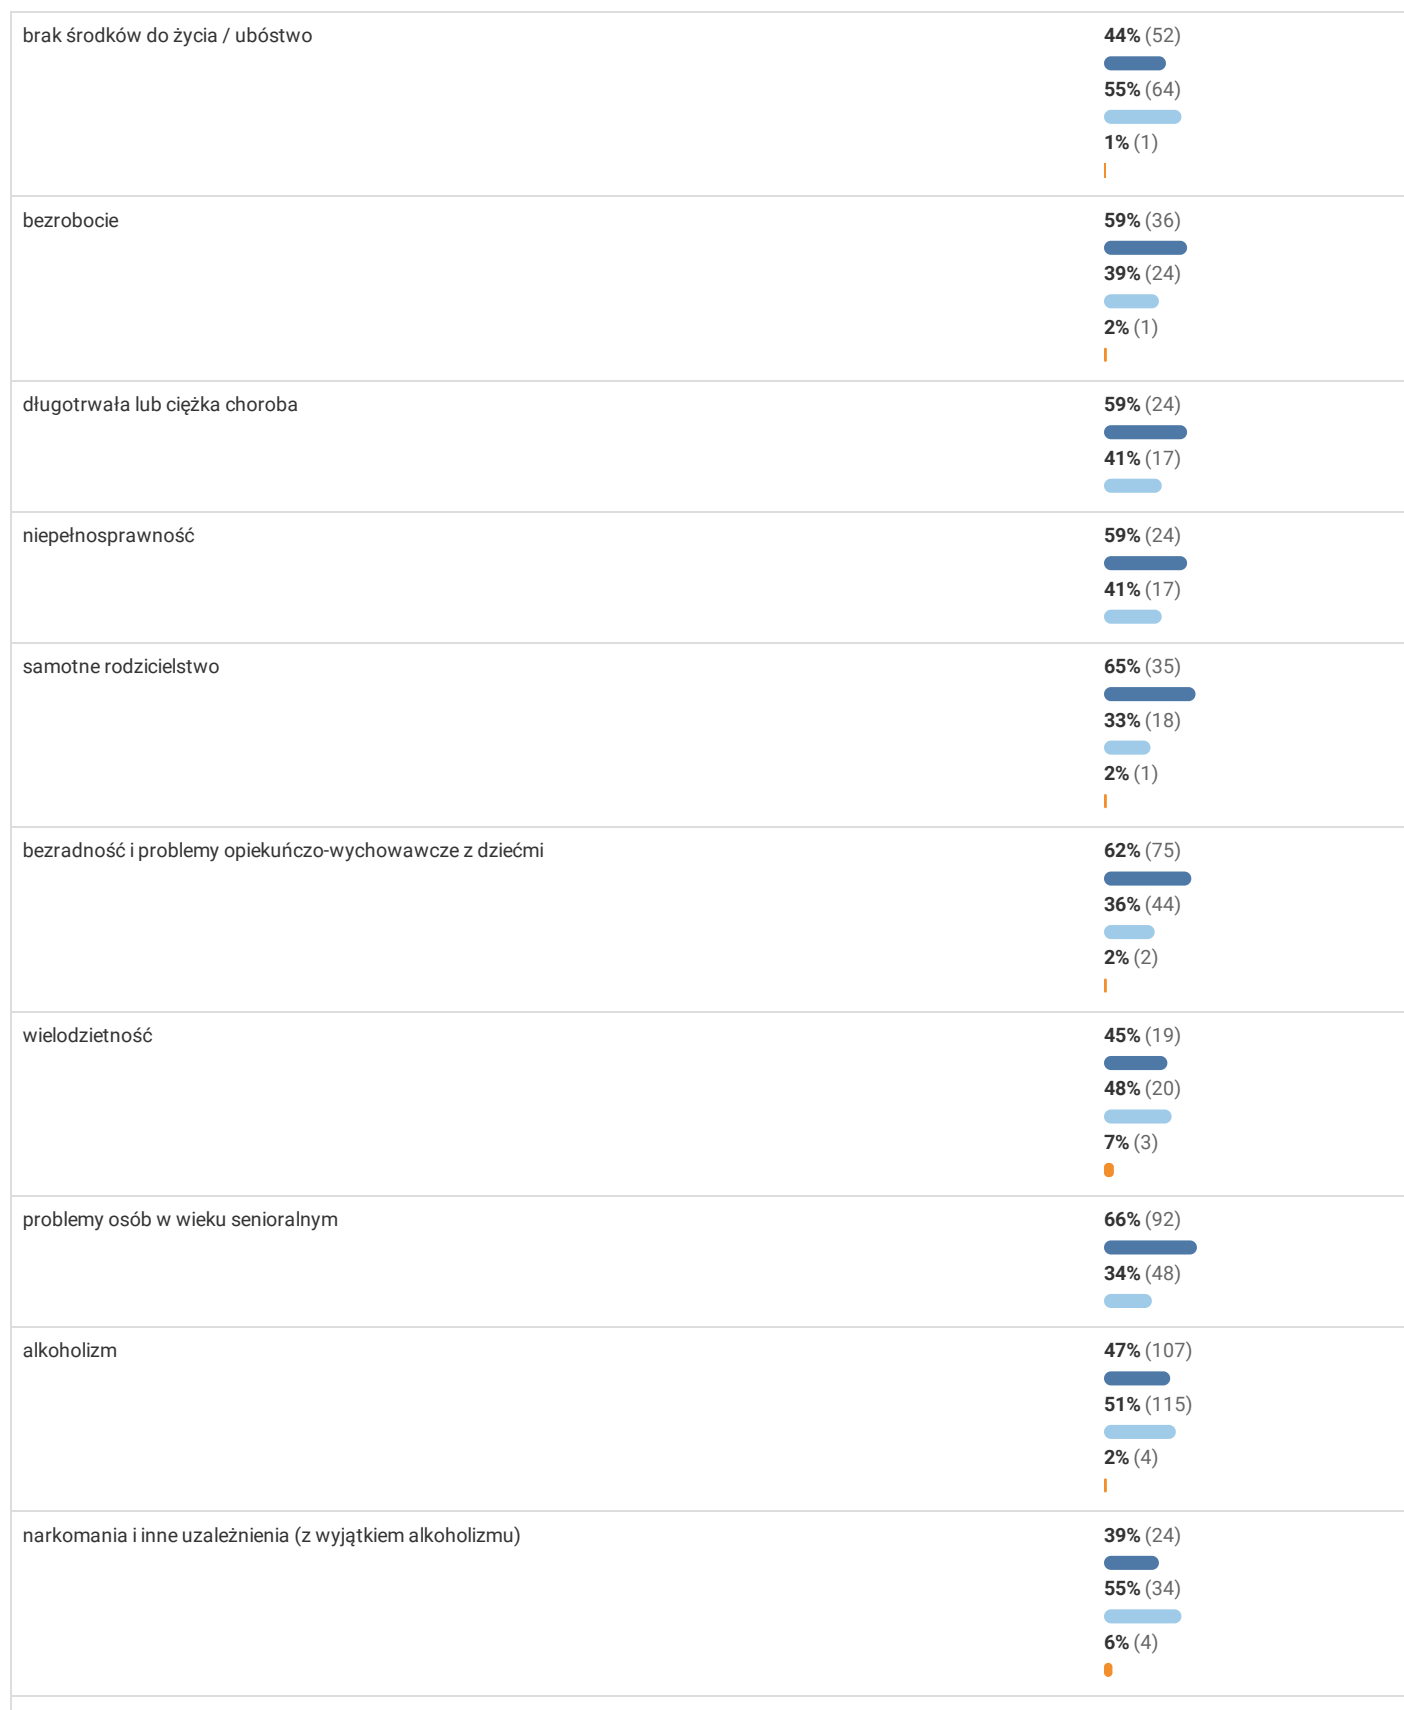 brak środków do życia / ubóstwo
44% (52)
55% (64)
1% (1)
bezrobocie
59% (36)
39% (24)
2% (1)
długotrwała lub ciężka choroba
59% (24)
41% (17)
niepełnosprawność
59% (24)
41% (17)
samotne rodzicielstwo
65% (35)
33% (18)
2% (1)
bezradność i problemy opiekuńczo-wychowawcze z dziećmi
62% (75)
36% (44)
2% (2)
wielodzietność
45% (19)
48% (20)
7% (3)
problemy osób w wieku senioralnym
66% (92)
34% (48)
alkoholizm
47% (107)
51% (115)
2% (4)
narkomania i inne uzależnienia (z wyjątkiem alkoholizmu)
39% (24)
55% (34)
6% (4)